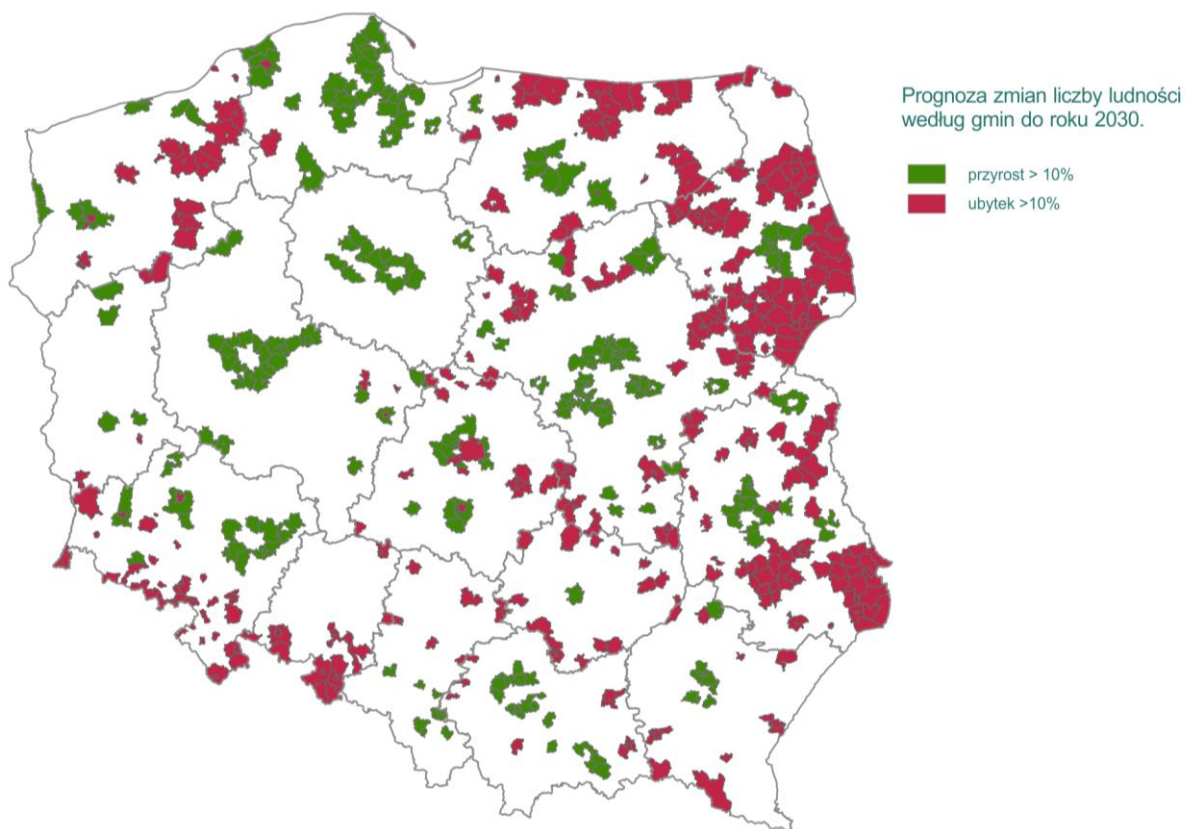 Prognoza zmian liczby ludności
według gmin do roku 2030.
przyrost > 10%
ubytek >10%